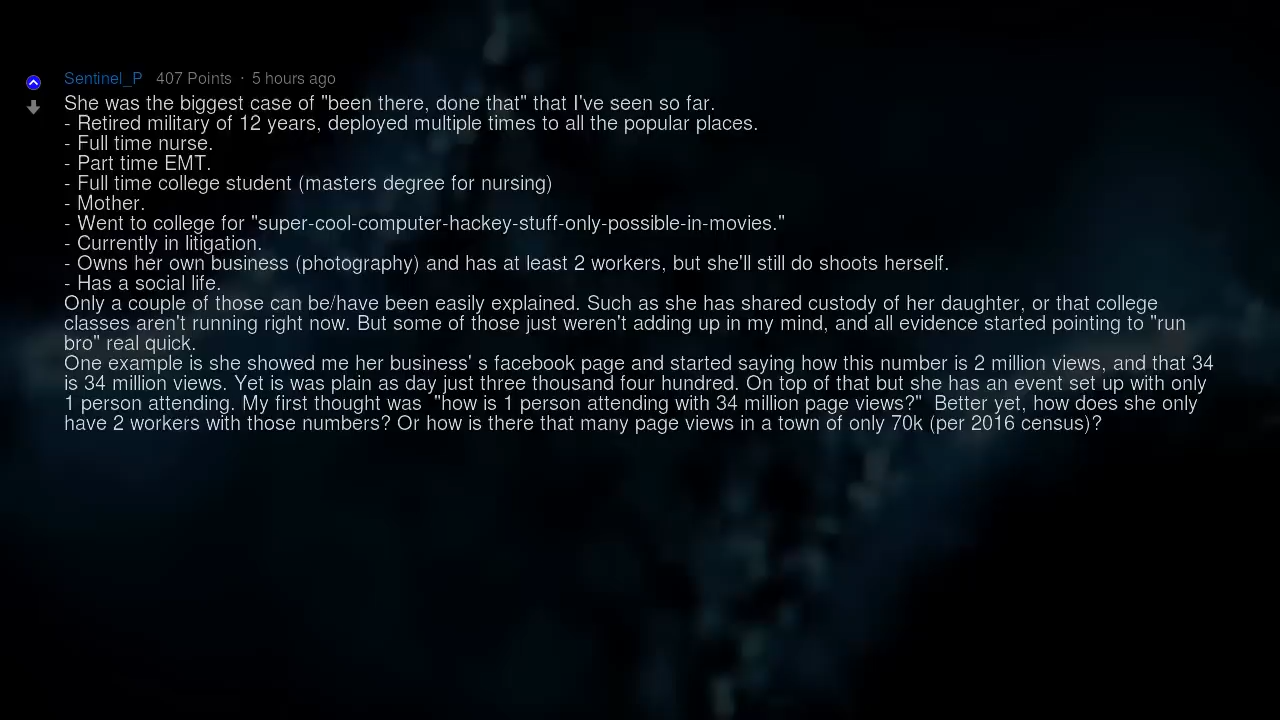 Sentinel_P 407 Points · 5 hours ago
She was the biggest case of "been there, done that" that I've seen so far.
- Retired military of 12 years, deployed multiple times to all the popular places.
- Full time nurse.
- Part time EMT.
- Full time college student (masters degree for nursing)
- Mother.
- Went to college for "super-cool-computer-hackey-stuff-only-possible-in-movies."
- Currently in litigation.
- Owns her own business (photography) and has at least 2 workers, but she'll still do shoots herself.
- Has a social life.
Only a couple of those can be/have been easily explained. Such as she has shared custody of her daughter, or that college
classes aren't running right now. But some of those just weren't adding up in my mind, and all evidence started pointing to "run
bro" real quick.
One example is she showed me her business' s facebook page and started saying how this number is 2 million views, and that 34
is 34 million views. Yet is was plain as day just three thousand four hundred. On top of that but she has an event set up with only
1 person attending. My first thought was "how is 1 person attending with 34 million page views?" Better yet, how does she only
have 2 workers with those numbers? Or how is there that many page views in a town of only 70k (per 2016 census)?